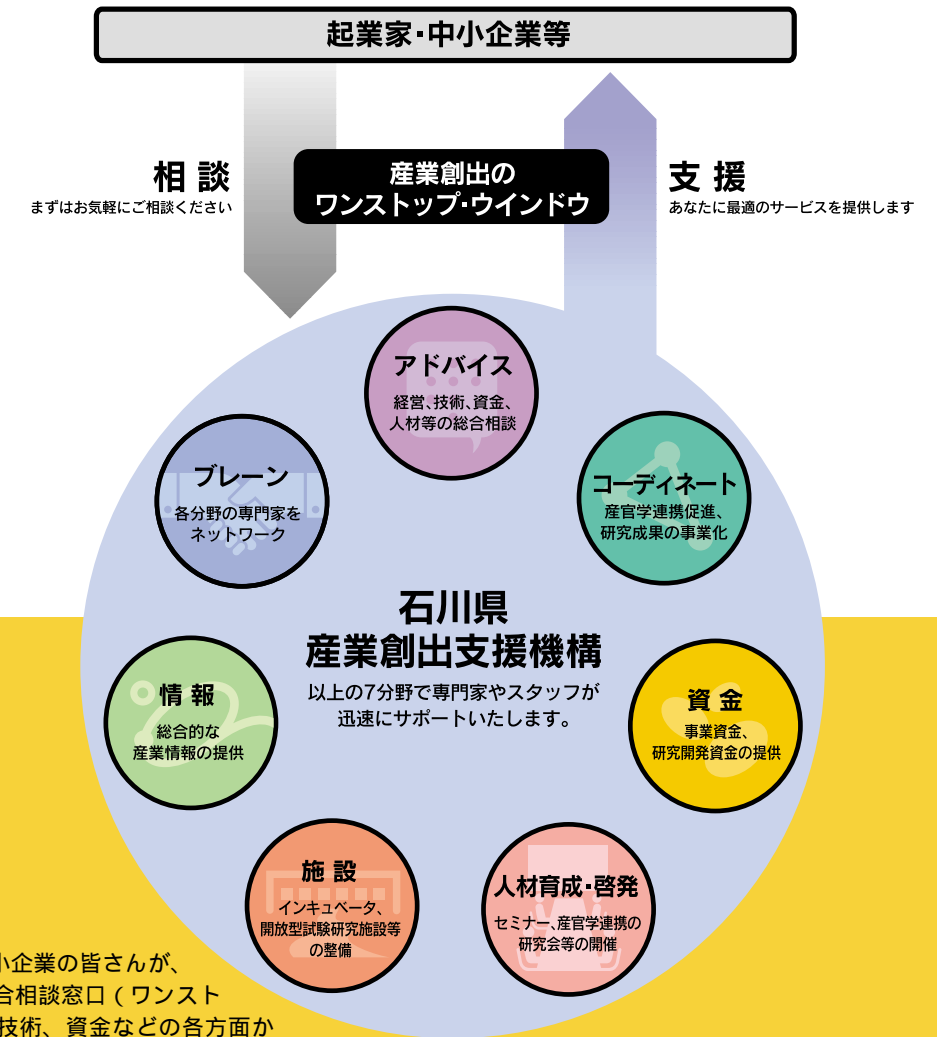 起業家・中小企業等
相談
まずはお気軽にご相談ください
産業創出の
ワンストップ・ウインドウ
支援
あなたに最適のサービスを提供します
アドバイス
経営、技術、資金、
人材等の総合相談
ブレーン
各分野の専門家を
ネットワーク
コーディネート
産官学連携促進、
研究成果の事業化
石川県
産業創出支援機構
以上の7分野で専門家やスタッフが
迅速にサポートいたします。
情報
総合的な
産業情報の提供
資金
事業資金、
研究開発資金の提供
施設
インキュベータ、
開放型試験研究施設等
の整備
人材育成・啓発
セミナー、産官学連携の
研究会等の開催
小企業の皆さんが、
合相談窓口（ワンスト
技術、資金などの各方面か